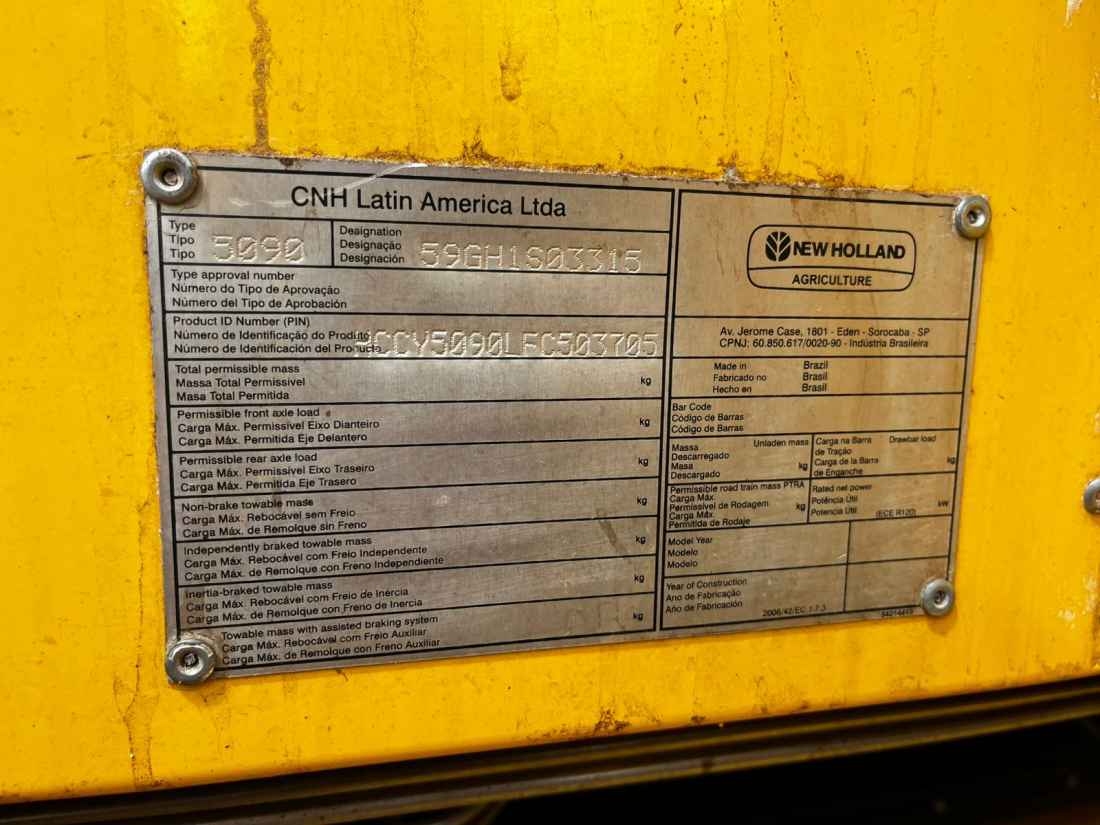 CNH Latin America Ltda
Type
Tipo
Tipo
5090
Designation
Designação
Designación
59GH1S03315
Type approval number
Número do Tipo de Aprovação
Número del Tipo de Aprobación
Product ID Number (PIN)
Número de Identificação do Produto
Número de Identificación del Producto
HCCY5090LFC503705
Total permissible mass
Massa Total Permissivel
Masa Total Permitida
kg
Permissible front axle load
Carga Máx. Permissivel Eixo Dianteiro
Carga Máx. Permitida Eje Delantero
kg
Permissible rear axle load
Carga Máx. Permissivel Eixo Traseiro
Carga Máx. Permitida Eje Trasero
kg
Non-brake towable mass
Carga Máx. Rebocável sem Freio
Carga Máx. de Remolque sin Freno
kg
Independently braked towable mass
Carga Máx. Rebocável com Freio Independente
Carga Máx. de Remolque con Freno Independiente
kg
Inertia-braked towable mass
Carga Máx. Rebocável com Freio de Inércia
Carga Máx. de Remolque con Freno de Inercia
kg
Towable mass with assisted braking system
Carga Máx. Rebocável com Freio Auxiliar
Carga Máx. de Remolque con Freno Auxiliar
kg
NEW HOLLAND
AGRICULTURE
Av. Jerome Case, 1801 - Eden - Sorocaba - SP
CPNJ: 60.850.617/0020-90 - Indústria Brasileira
Made in Brazil
Fabricado no Brasil
Hecho en Brasil
Bar Code
Código de Barras
Código de Barras
Massa Unladen mass
Descarregado
Masa kg
Descargado
Carga na Barra Drawbar load
de Tração
Carga de la Barra kg
de Enganche
Permissible road train mass PTRA
Carga Máx.
Permissivel de Rodagem kg
Carga Máx.
Permitida de Rodaje
Rated net power
Potência Útil kW
Potencia Útil (ECE R120)
Model Year
Modelo
Modelo
Year of Construction
Ano de Fabricação
Año de Fabricación
2006/42/EC 1.7.3
84214419